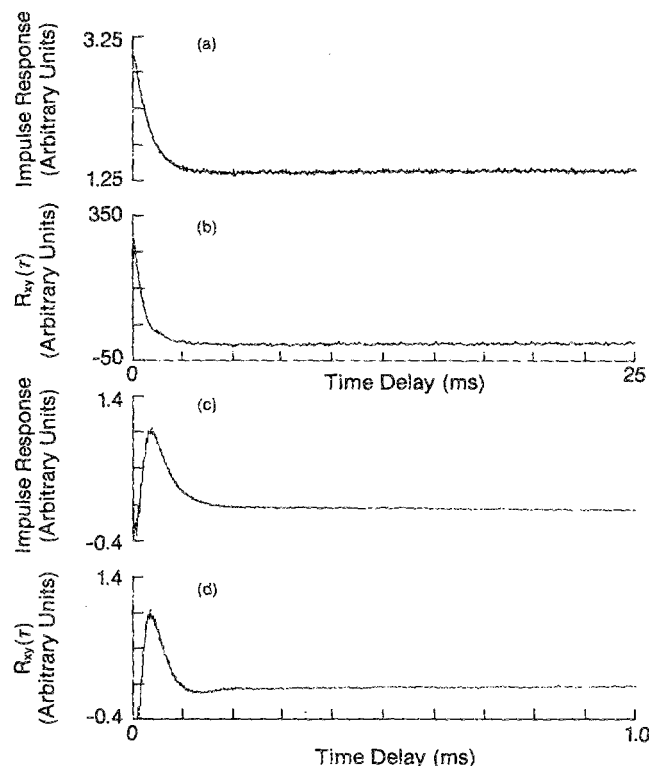 3.25
(a)
Impulse Response
(Arbitrary Units)
1.25
350
(b)
Rxy(τ)
(Arbitrary Units)
-50
0
Time Delay (ms)
25
1.4
(c)
Impulse Response
(Arbitrary Units)
-0.4
1.4
(d)
Rxy(τ)
(Arbitrary Units)
-0.4
0
1.0
Time Delay (ms)